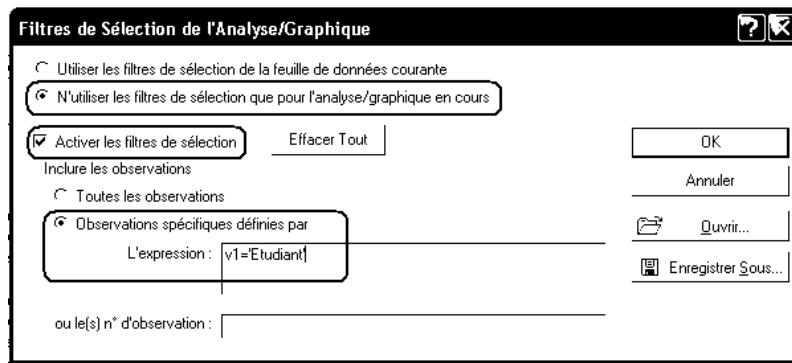 Filtres de Sélection de l'Analyse/Graphique
Utiliser les filtres de sélection de la feuille de données courante
N'utiliser les filtres de sélection que pour l'analyse/graphique en cours
Activer les filtres de sélection
Effacer Tout
OK
Inclure les observations
Annuler
Toutes les observations
Observations spécifiques définies par
Ouvrir...
L'expression : v1='Etudiant'
Enregistrer Sous...
ou le(s) n° d'observation :